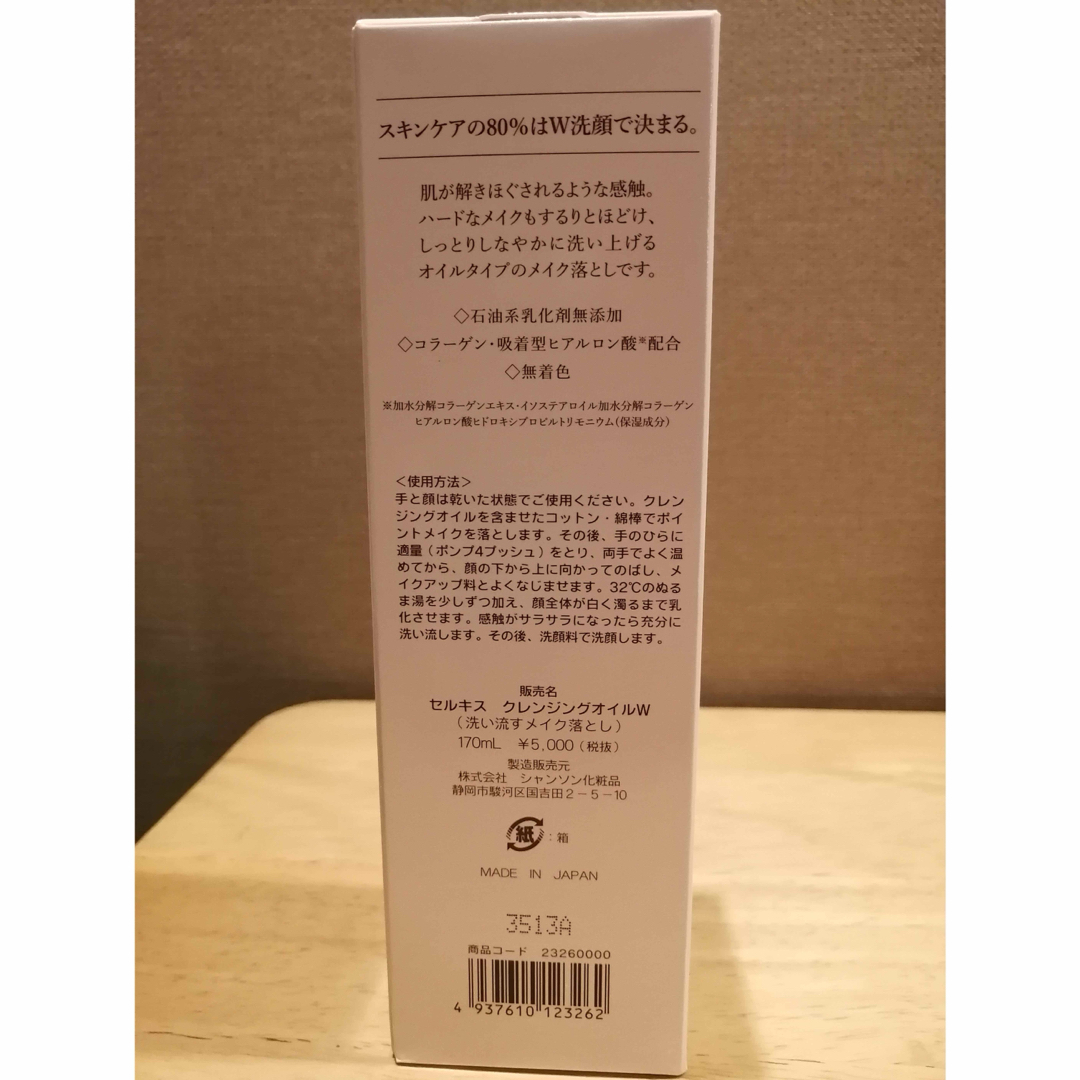 スキンケアの80%はW洗顔で決まる。
肌が解きほぐされるような感触。
ハードなメイクもするりとほどけ、
しっとりしなやかに洗い上げる
オイルタイプのメイク落としです。
◇石油系乳化剤無添加
◇コラーゲン・吸着型ヒアルロン酸※配合
◇無着色
※加水分解コラーゲンエキス・イソステアロイル加水分解コラーゲン
ヒアルロン酸ヒドロキシプロピルトリモニウム(保湿成分)
＜使用方法＞
手と顔は乾いた状態でご使用ください。クレン
ジングオイルを含ませたコットン・綿棒でポイ
ントメイクを落とします。その後、手のひらに
適量（ポンプ4プッシュ）をとり、両手でよく温
めてから、顔の下から上に向かってのばし、メ
イクアップ料とよくなじませます。32℃のぬる
ま湯を少しずつ加え、顔全体が白く濁るまで乳
化させます。感触がサラサラになったら充分に
洗い流します。その後、洗顔料で洗顔します。
販売名
セルキス　クレンジングオイルW
（洗い流すメイク落とし）
170mL　￥5,000（税抜）
製造販売元
株式会社　シャンソン化粧品
静岡市駿河区国吉田２－５－10
紙：箱
MADE IN JAPAN
3513A
商品コード　23260000
4 937610 123262